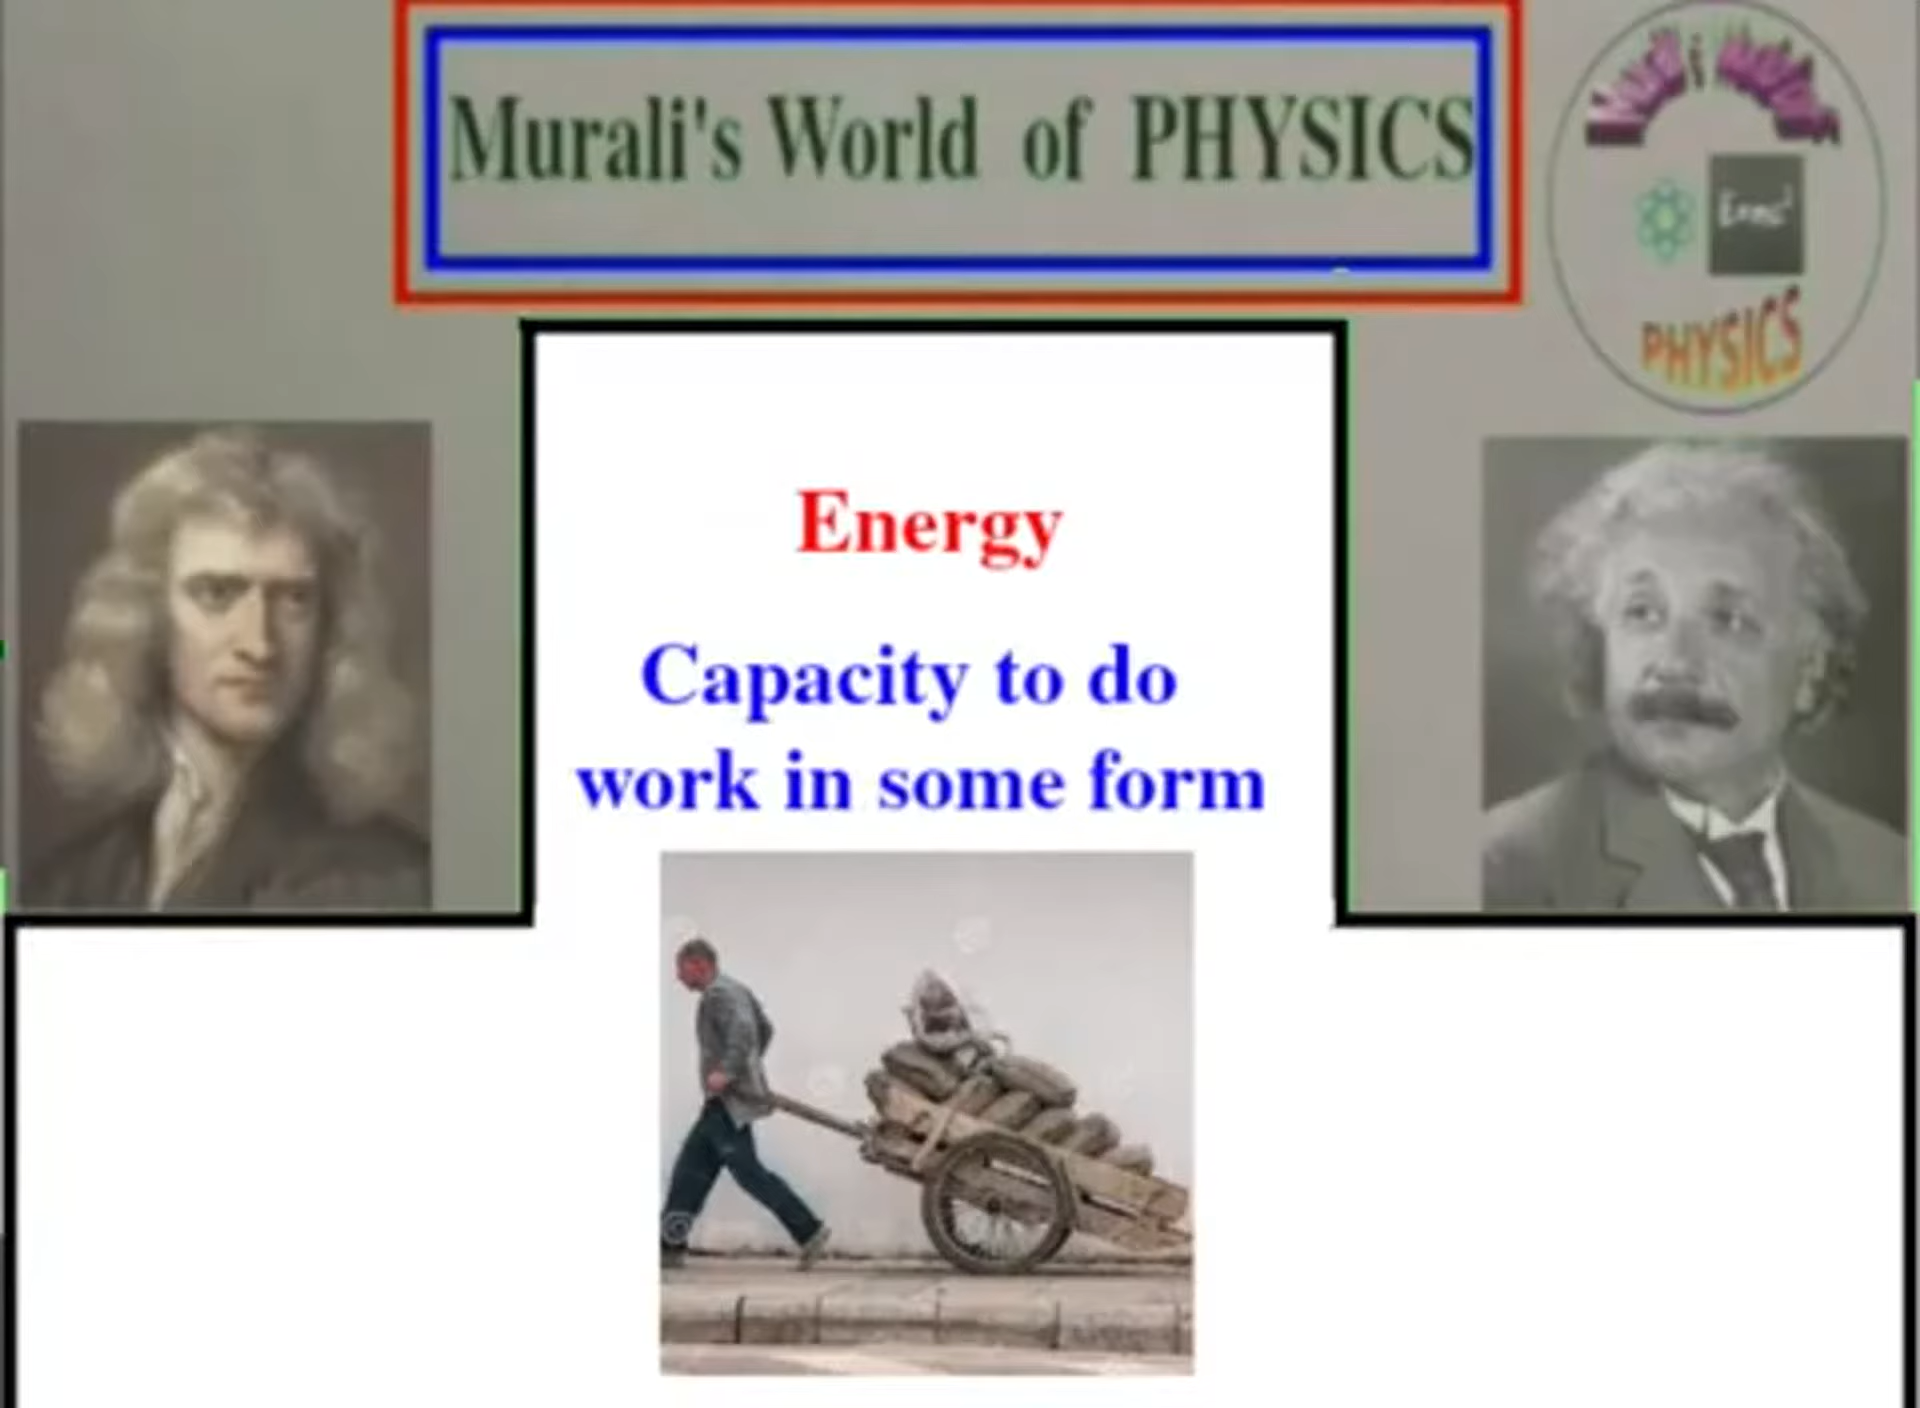 Murali's World of PHYSICS
PHYSICS
Energy
Capacity to do
work in some form